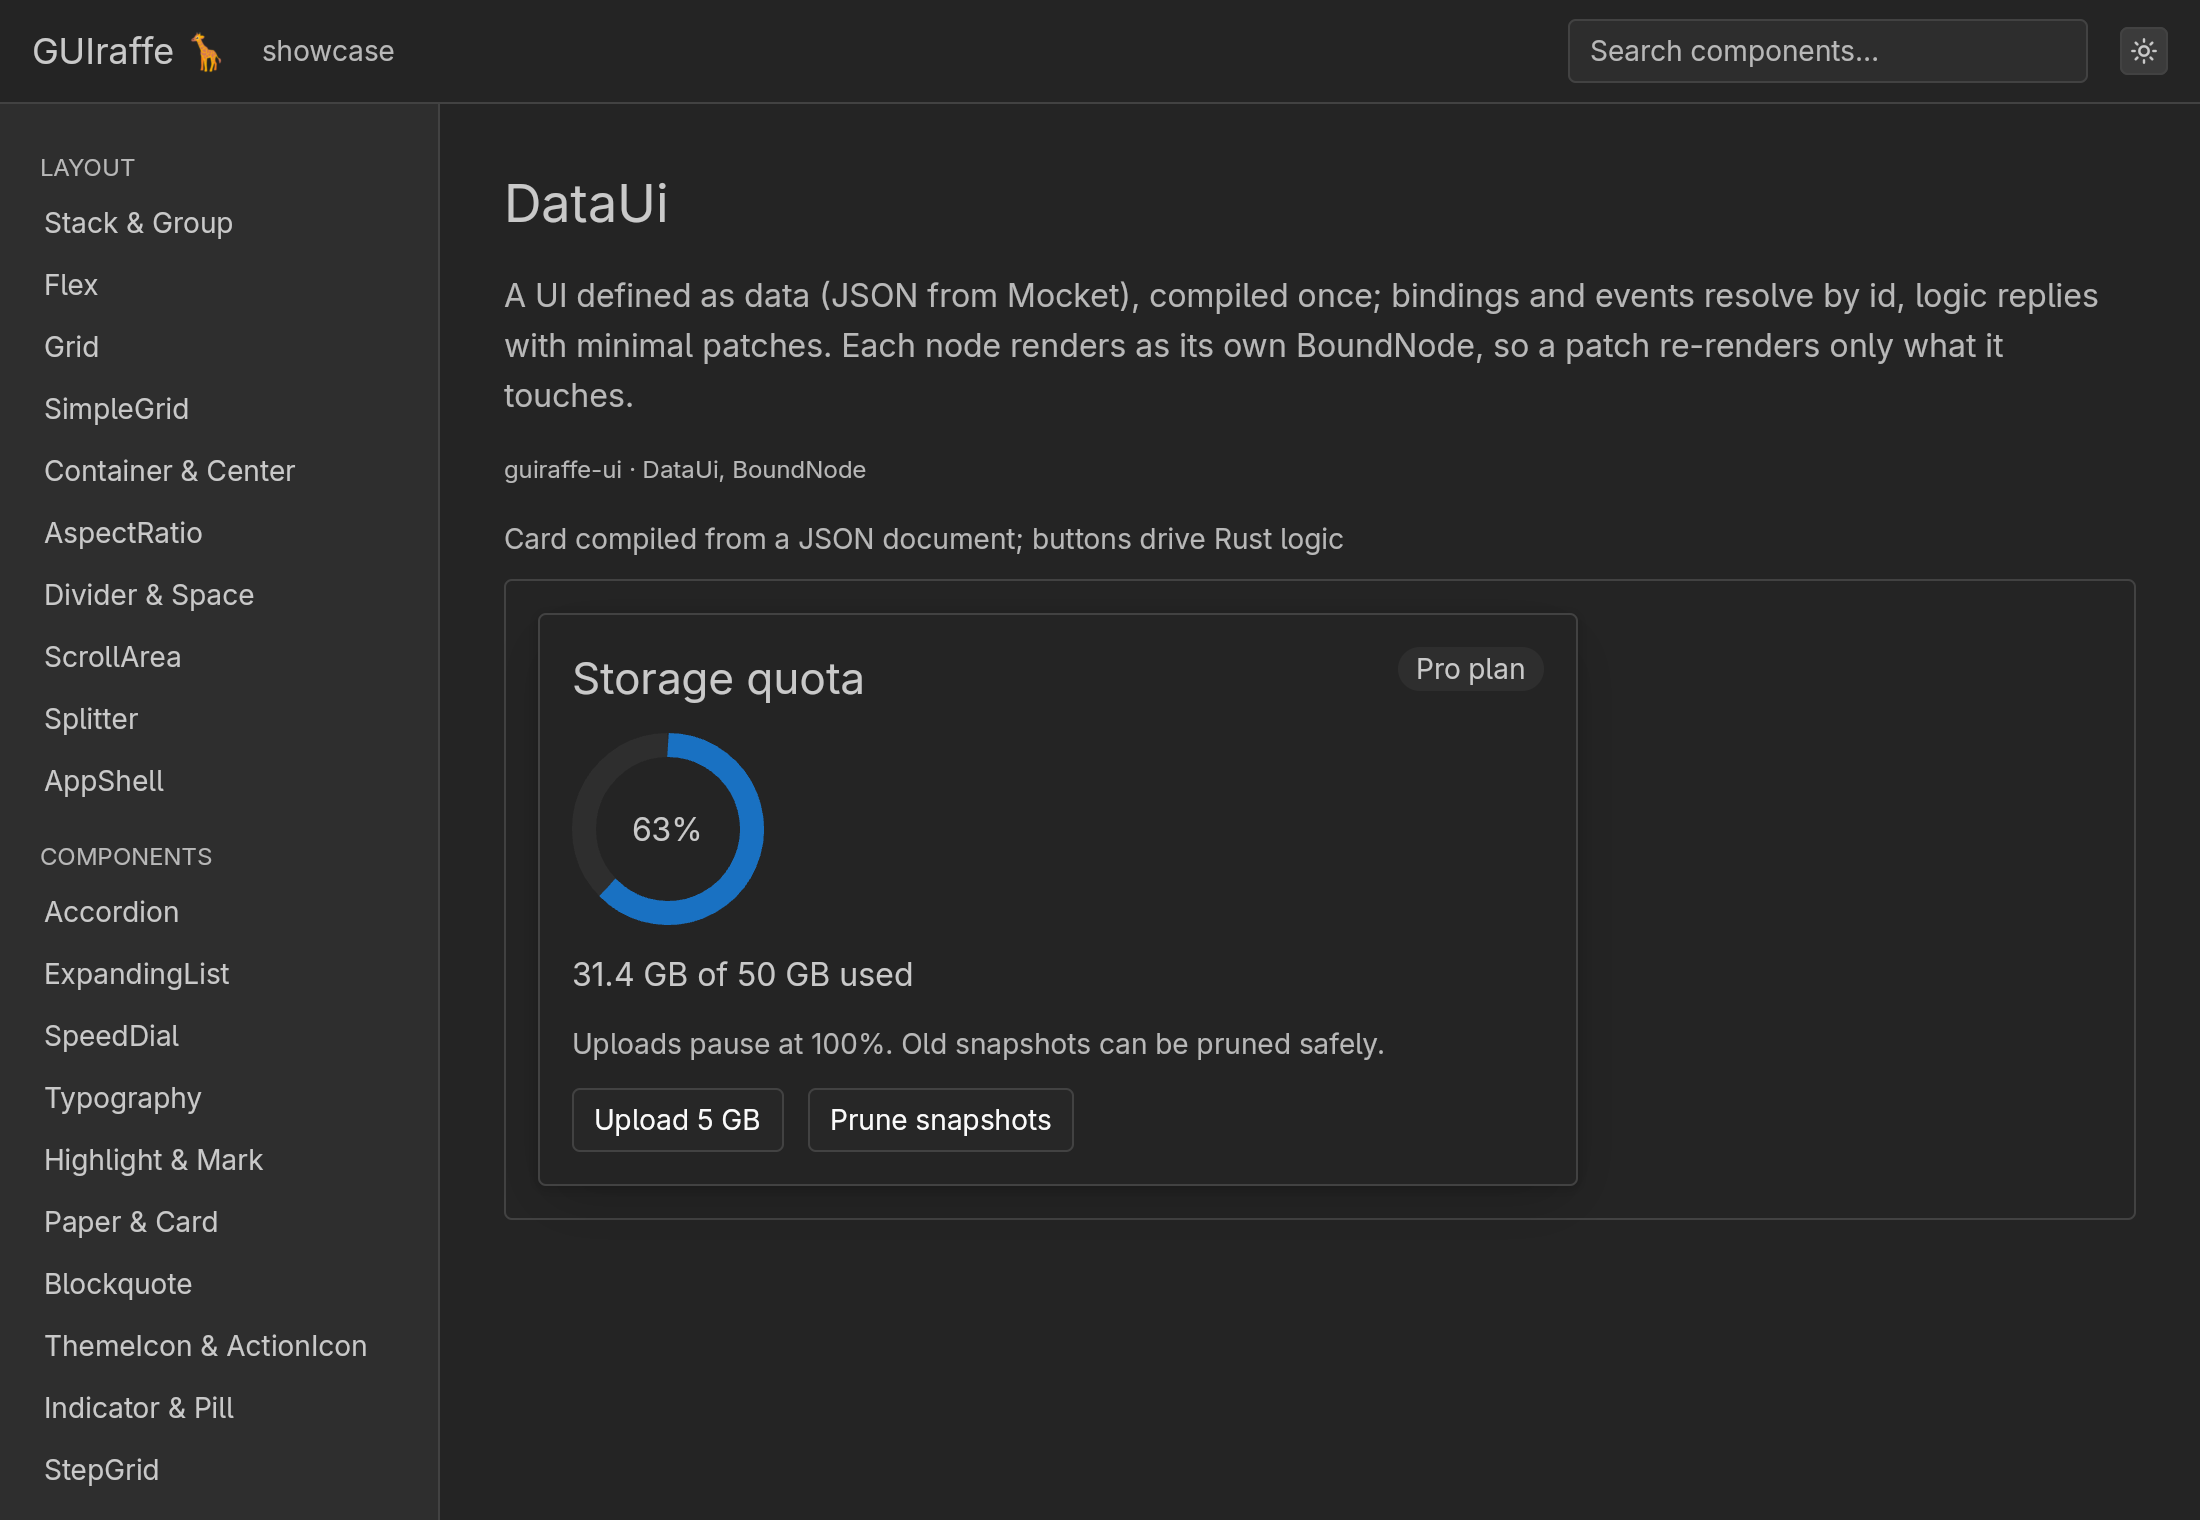 GUIraffe 🦒 showcase
Search components...
LAYOUT
Stack & Group
Flex
Grid
SimpleGrid
Container & Center
AspectRatio
Divider & Space
ScrollArea
Splitter
AppShell
COMPONENTS
Accordion
ExpandingList
SpeedDial
Typography
Highlight & Mark
Paper & Card
Blockquote
ThemeIcon & ActionIcon
Indicator & Pill
StepGrid
DataUi
A UI defined as data (JSON from Mocket), compiled once; bindings and events resolve by id, logic replies
with minimal patches. Each node renders as its own BoundNode, so a patch re-renders only what it
touches.
guiraffe-ui · DataUi, BoundNode
Card compiled from a JSON document; buttons drive Rust logic
Storage quota
Pro plan
63%
31.4 GB of 50 GB used
Uploads pause at 100%. Old snapshots can be pruned safely.
Upload 5 GB
Prune snapshots